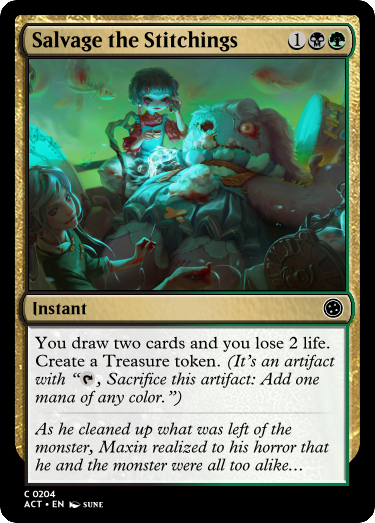 Salvage the Stitchings 1
Instant
You draw two cards and you lose 2 life.
Create a Treasure token. (It's an artifact
with “, Sacrifice this artifact: Add one
mana of any color.”)
As he cleaned up what was left of the
monster, Maxin realized to his horror that
he and the monster were all too alike...
C 0204
ACT • EN SUNE